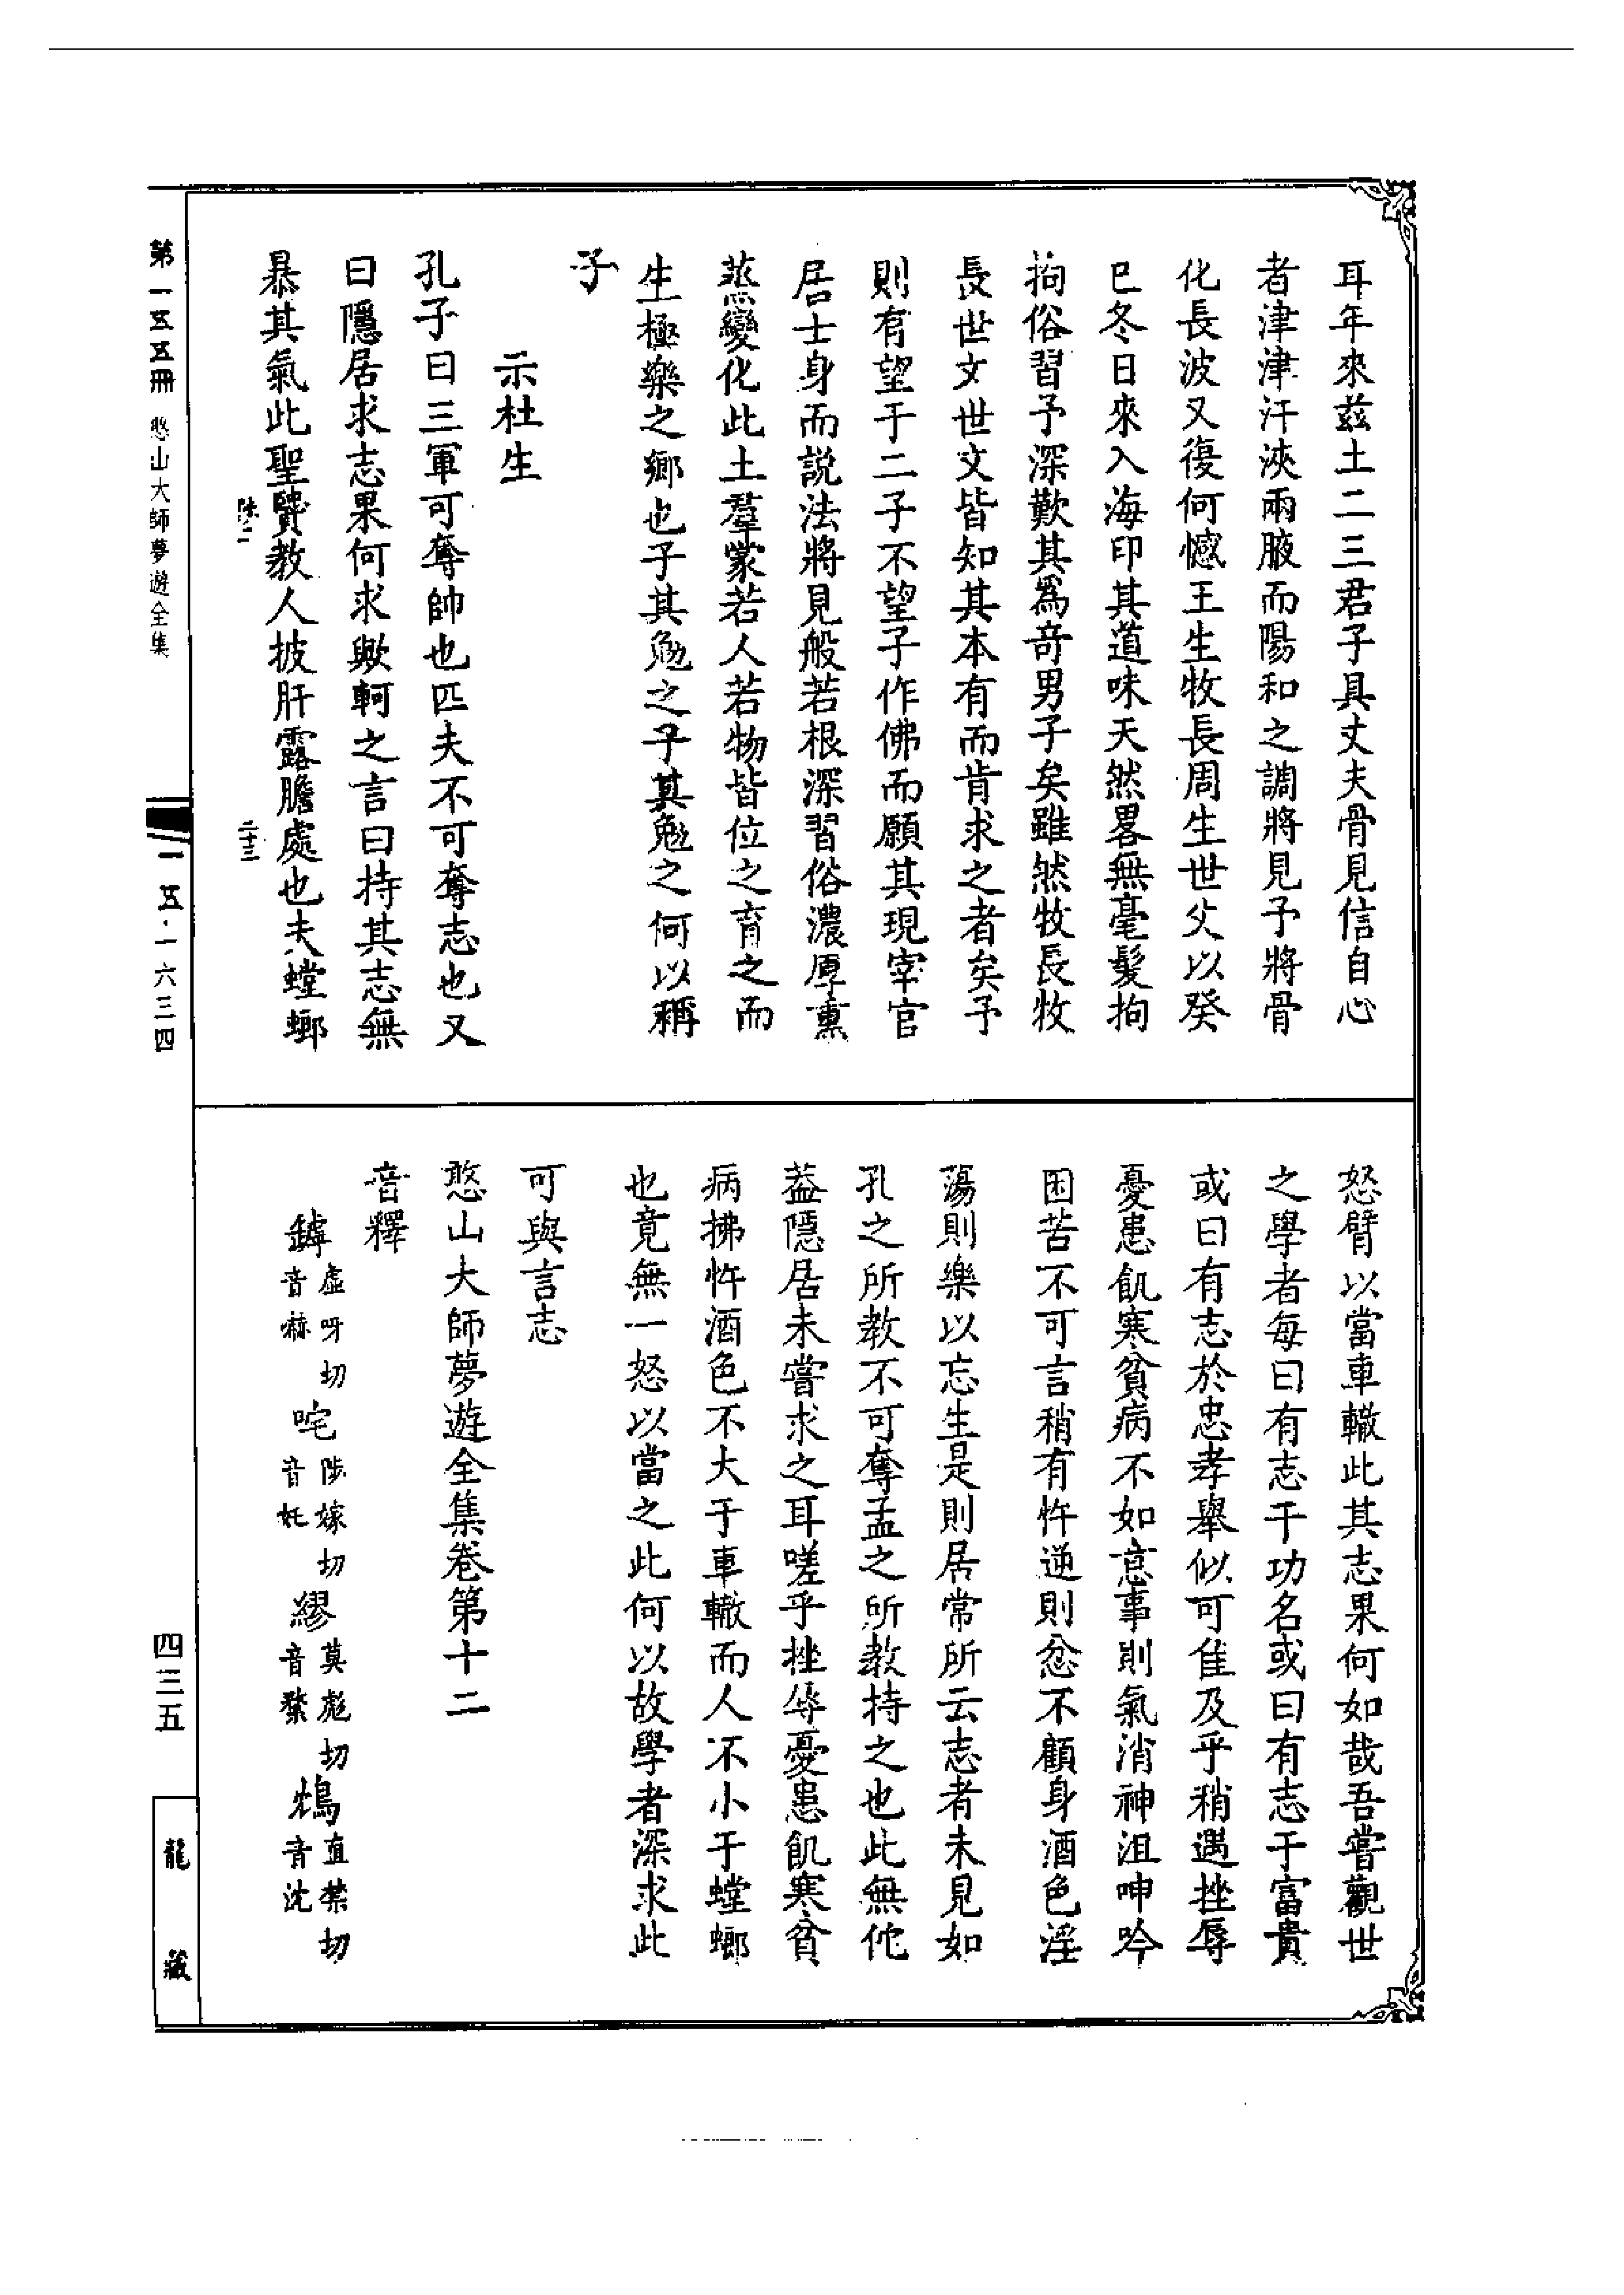 耳年來茲土二三君子具丈夫骨見信自心
者津津汗浹兩腋而陽和之調將見予將骨
化長波又復何憾王生牧長周生世父以癸
巳冬日來入海印其道味天然畧無毫髮拘
拘俗習予深歎其爲奇男子矣雖然牧長牧
長世文世文皆知其本有而肯求之者矣予
則有望于二子不望子作佛而願其現宰官
居士身而說法將見般若根深習俗濃厚熏
蒸變化此土羣蒙若人若物皆位之育之而
生極樂之鄉也子其勉之子其勉之何以稱
子
示杜生
孔子曰三軍可奪帥也匹夫不可奪志也又
曰隱居求志果何求歟軻之言曰持其志無
暴其氣此聖賢教人披肝露膽處也夫螳螂
二十三
怒臂以當車轍此其志果何如哉吾嘗觀世
之學者每曰有志于功名或曰有志于富貴
或曰有志於忠孝舉似可佳及乎稍遇挫辱
憂患飢寒貧病不如意事則氣消神沮呻吟
困苦不可言稍有忤逆則忿不顧身酒色淫
蕩則樂以忘生是則居常所云志者未見如
孔之所教不可奪孟之所教持之也此無佗
葢隱居未嘗求之耳嗟乎挫辱憂患飢寒貧
病拂忤酒色不大于車轍而人不小于螳螂
也竟無一怒以當之此何以故學者深求此
可與言志
憨山大師夢遊全集卷第十二
音釋
罅虛呀切音嚇 咤陟嫁切音妊 繆莫彪切音犛 鴆直禁切音沈
第一五五冊 憨山大師夢遊全集
一五·一六三四
四三五
龍藏